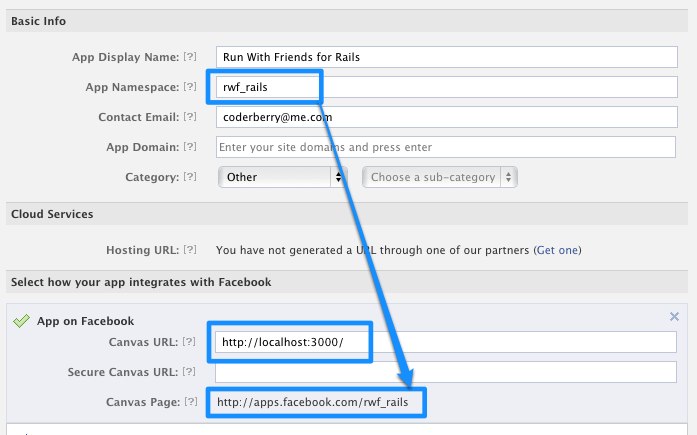 Basic Info
App Display Name: [?] Run With Friends for Rails
App Namespace: [?] rwf_rails
Contact Email: [?] coderberry@me.com
App Domain: [?] Enter your site domains and press enter
Category: [?] Other Choose a sub-category
Cloud Services
Hosting URL: [?] You have not generated a URL through one of our partners (Get one)
Select how your app integrates with Facebook
App on Facebook
Canvas URL: [?] http://localhost:3000/
Secure Canvas URL: [?]
Canvas Page: [?] http://apps.facebook.com/rwf_rails